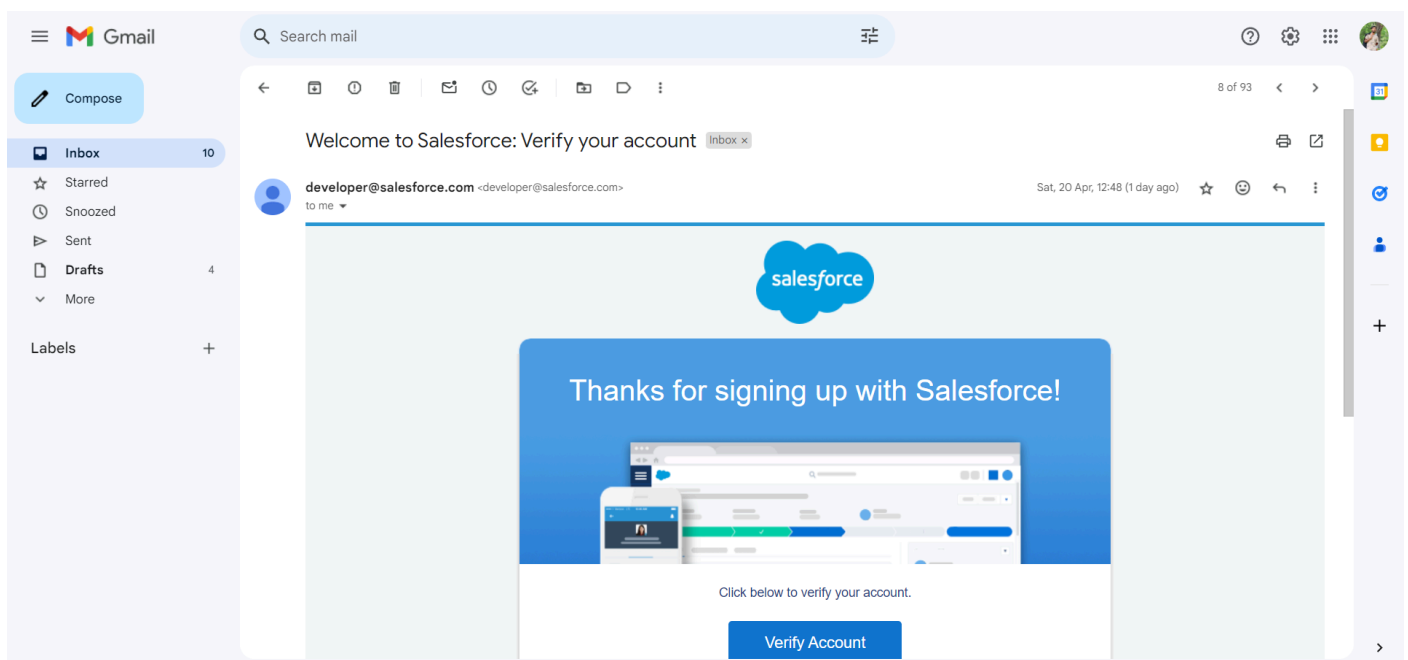 Gmail
Search mail
Compose
8 of 93
31
Inbox 10
Starred
Snoozed
Sent
Drafts 4
More
Labels
Welcome to Salesforce: Verify your account Inbox ×
developer@salesforce.com <developer@salesforce.com>
Sat, 20 Apr, 12:48 (1 day ago)
to me
salesforce
Thanks for signing up with Salesforce!
Click below to verify your account.
Verify Account